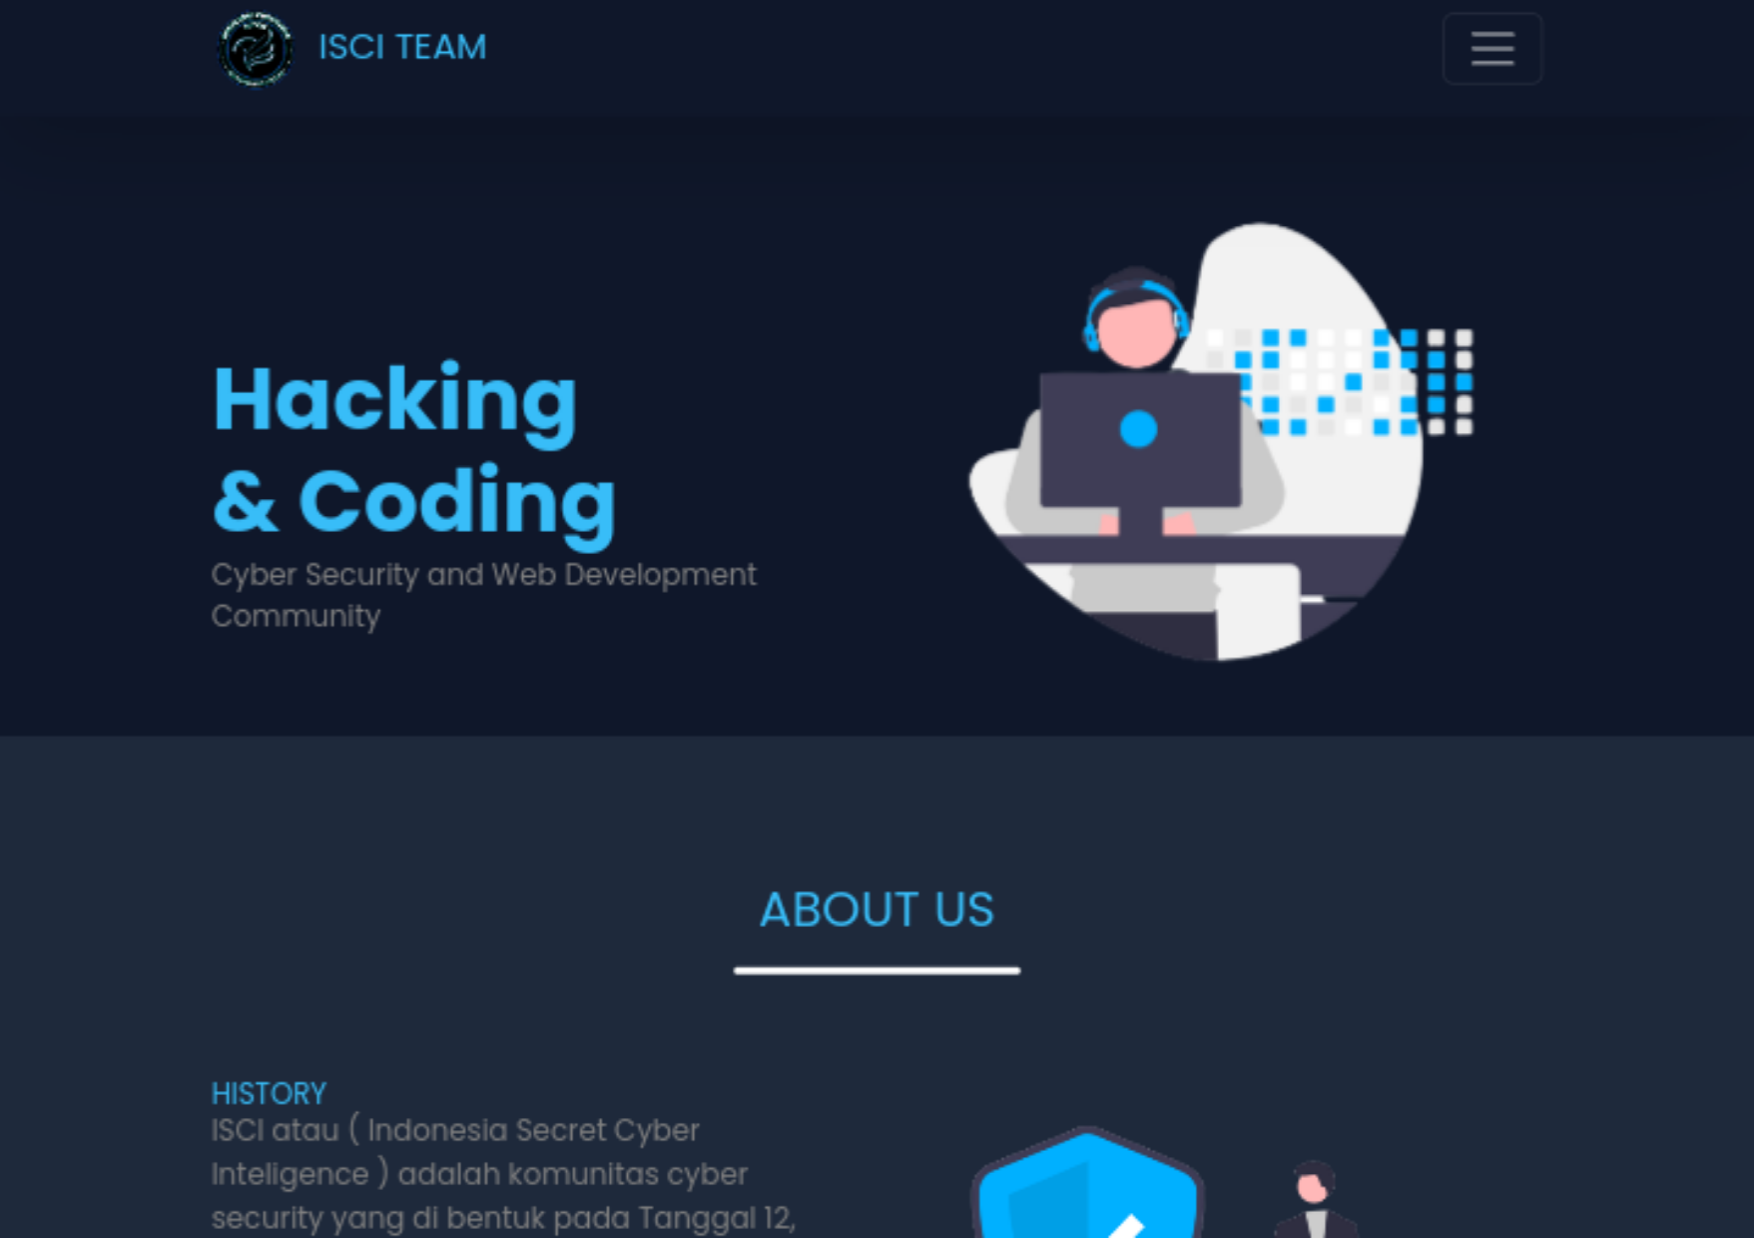 ISCI TEAM
Hacking
& Coding
Cyber Security and Web Development
Community
ABOUT US
HISTORY
ISCI atau ( Indonesia Secret Cyber
Inteligence ) adalah komunitas cyber
security yang di bentuk pada Tanggal 12,